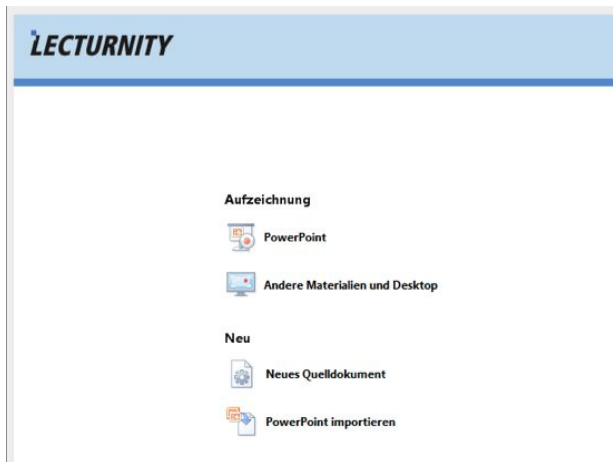 LECTURNITY
Aufzeichnung
PowerPoint
Andere Materialien und Desktop
Neu
Neues Quelldokument
PowerPoint importieren